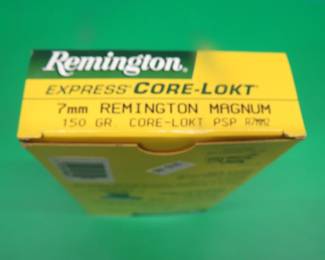 Remington
EXPRESS CORE-LOKT
7mm REMINGTON MAGNUM
150 GR. CORE-LOKT PSP R7MM2